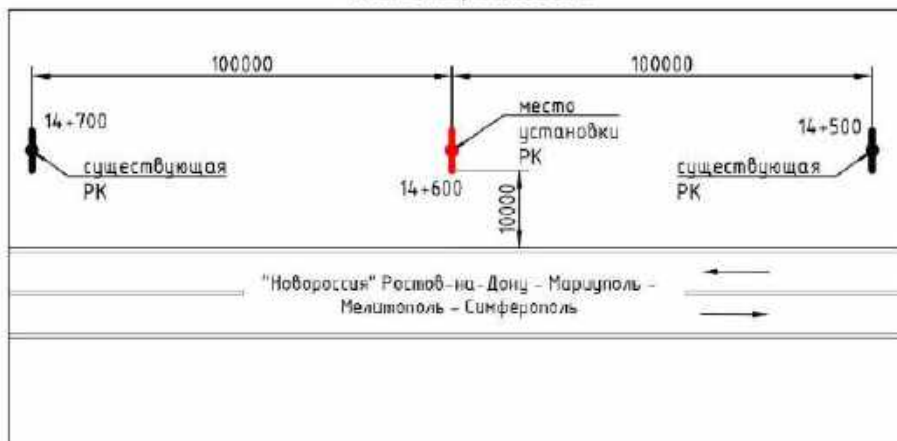 100000
100000
14+700
место
установки
РК
14+500
существующая
РК
14+600
существующая
РК
10000
"Новороссия" Ростов-на-Дону - Мариуполь -
Мелитополь - Симферополь